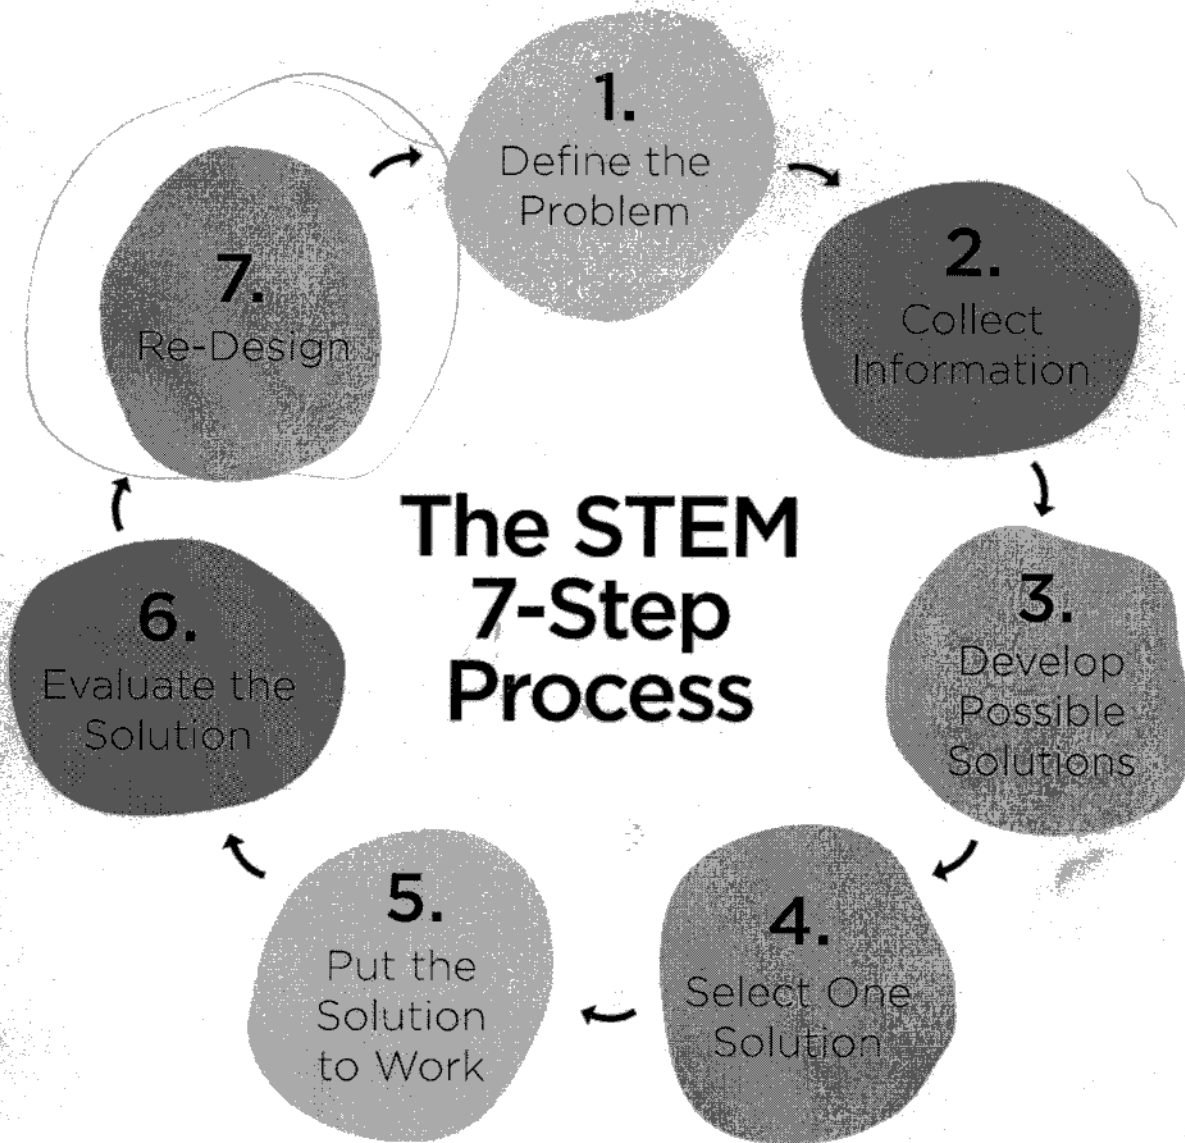 1.
Define the
Problem
2.
Collect
Information
3.
Develop
Possible
Solutions
4.
Select One
Solution
5.
Put the
Solution
to Work
6.
Evaluate the
Solution
7.
Re-Design
The STEM
7-Step
Process